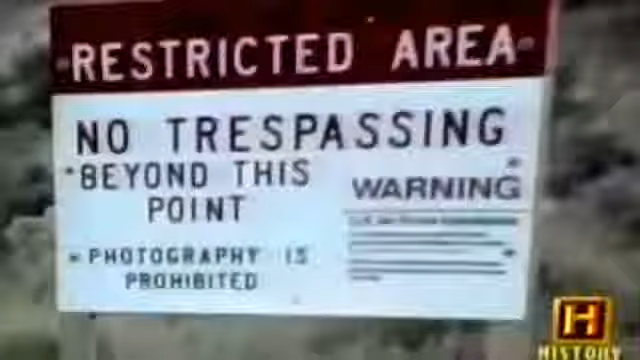 RESTRICTED AREA
NO TRESPASSING
BEYOND THIS
POINT
WARNING
PHOTOGRAPHY IS
PROHIBITED
H
HISTORY